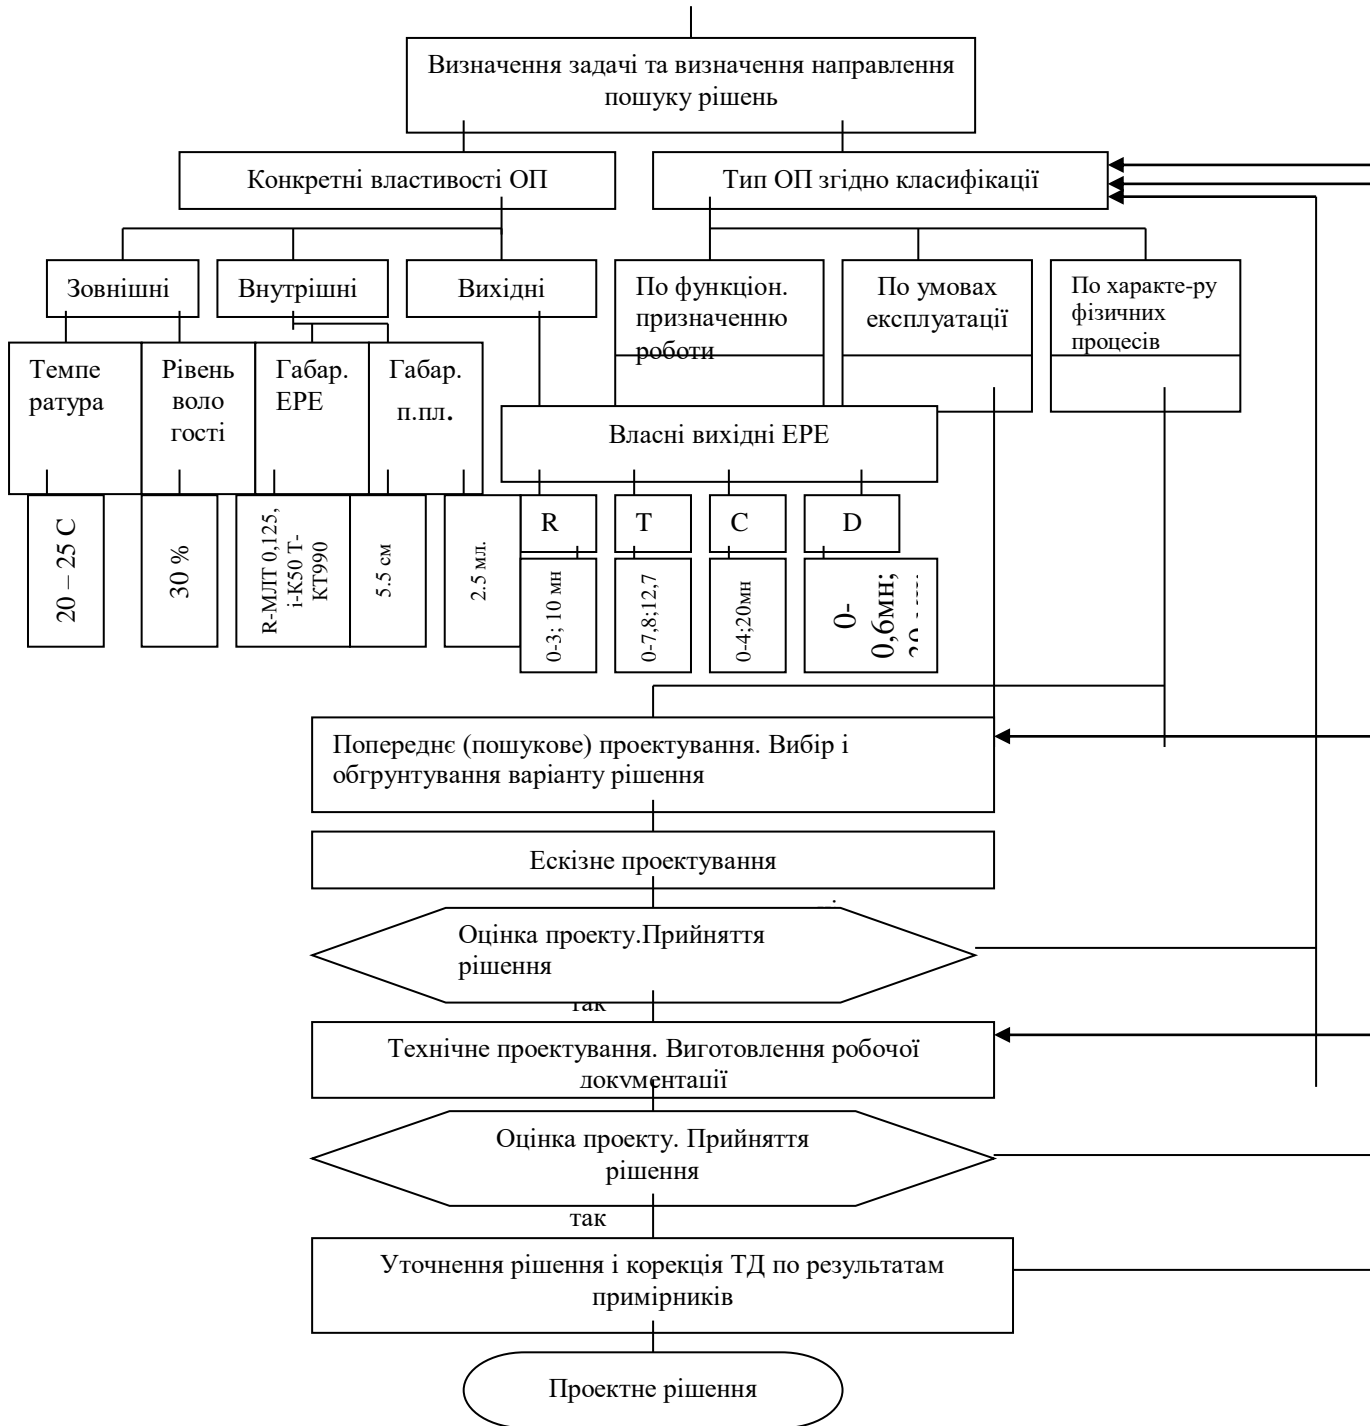 Визначення задачі та визначення направлення
пошуку рішень
Конкретні властивості ОП
Тип ОП згідно класифікації
Зовнішні
Внутрішні
Вихідні
По функціон.
призначенню
роботи
По умовах
експлуатації
По характе-ру
фізичних
процесів
Темпе
ратура
Рівень
воло
гості
Габар.
ЕРЕ
Габар.
п.пл.
Власні вихідні ЕРЕ
R
T
C
D
20 – 25 С
30 %
R-МЛТ 0,125,
і-К50 Т-
КТ990
5.5 см
2.5 мл.
0-3; 10 мн
0-7,8;12,7
0-4;20мн
0-
0,6мн;
Попереднє (пошукове) проектування. Вибір і
обгрунтування варіанту рішення
Ескізне проектування
Оцінка проекту.Прийняття
рішення
так
Технічне проектування. Виготовлення робочої
документації
Оцінка проекту. Прийняття
рішення
так
Уточнення рішення і корекція ТД по результатам
примірників
Проектне рішення